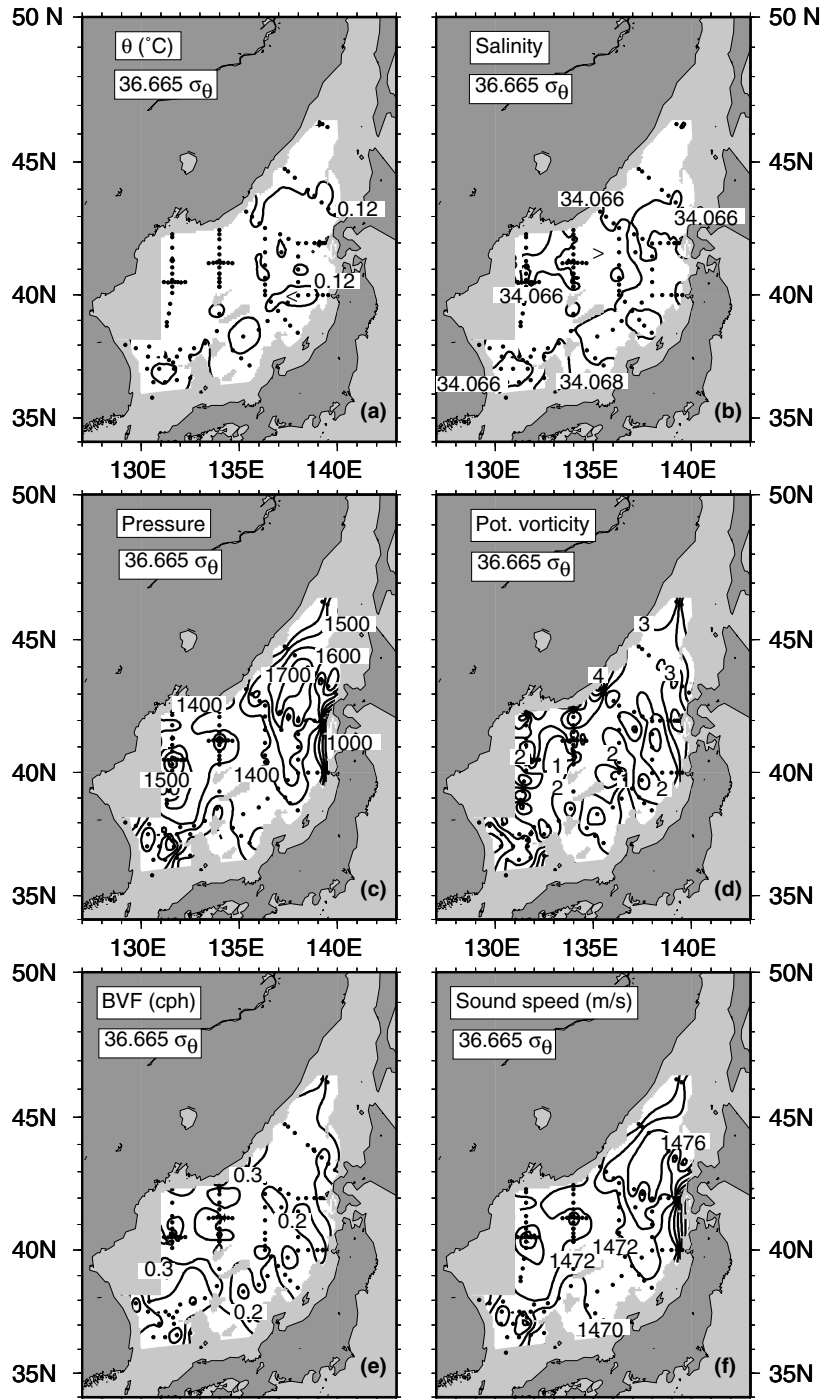 50 N
50 N
θ (˚C)
36.665 σθ
Salinity
36.665 σθ
45N
45N
0.12
34.066
34.066
>
0.12
<
34.066
40N
40N
34.066
34.068
(a)
(b)
35N
35N
130E
135E
140E
130E
135E
140E
50N
50N
Pressure
36.665 σθ
Pot. vorticity
36.665 σθ
45N
45N
1500
1600
1700
1400
1000
1500
1400
3
3
4
2
1
2
1
2
2
40N
40N
(c)
(d)
35N
35N
130E
135E
140E
130E
135E
140E
50N
50N
BVF (cph)
36.665 σθ
Sound speed (m/s)
36.665 σθ
45N
45N
0.3
0.2
0.3
0.2
1476
1472
1472
1470
40N
40N
(e)
(f)
35N
35N